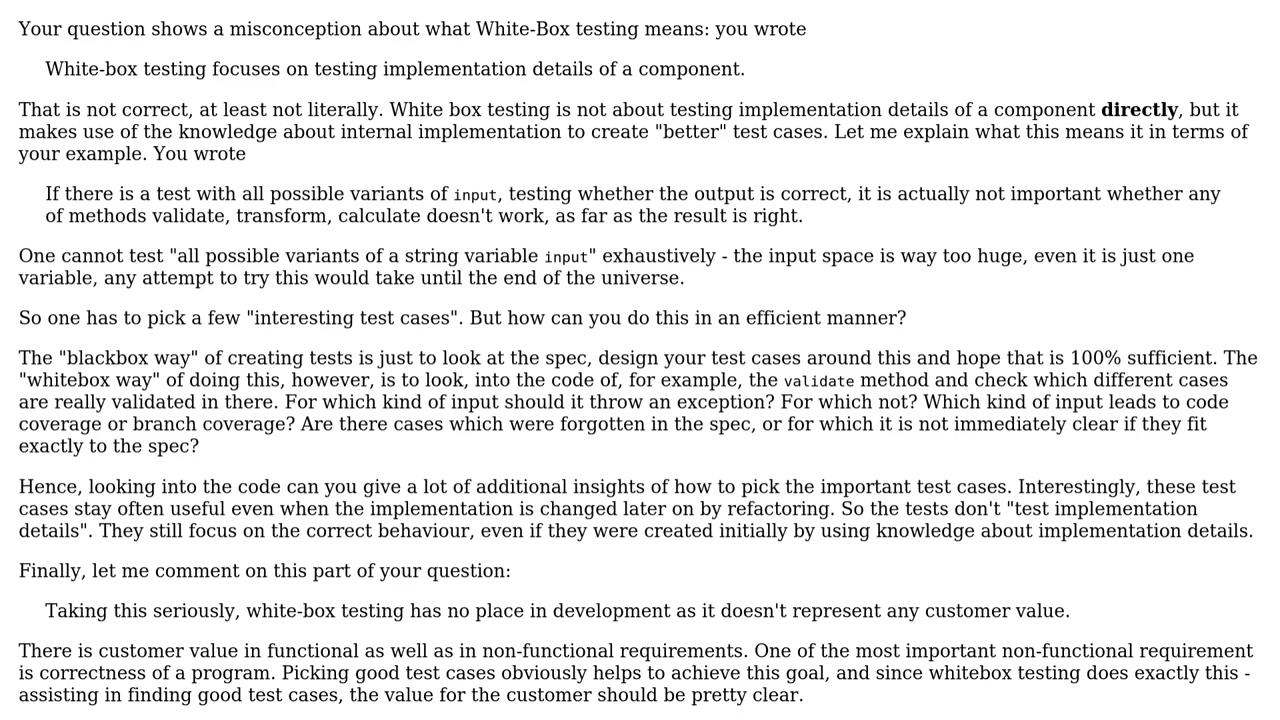 Your question shows a misconception about what White-Box testing means: you wrote
White-box testing focuses on testing implementation details of a component.
That is not correct, at least not literally. White box testing is not about testing implementation details of a component directly, but it
makes use of the knowledge about internal implementation to create "better" test cases. Let me explain what this means it in terms of
your example. You wrote
If there is a test with all possible variants of input, testing whether the output is correct, it is actually not important whether any
of methods validate, transform, calculate doesn't work, as far as the result is right.
One cannot test "all possible variants of a string variable input" exhaustively - the input space is way too huge, even it is just one
variable, any attempt to try this would take until the end of the universe.
So one has to pick a few "interesting test cases". But how can you do this in an efficient manner?
The "blackbox way" of creating tests is just to look at the spec, design your test cases around this and hope that is 100% sufficient. The
"whitebox way" of doing this, however, is to look, into the code of, for example, the validate method and check which different cases
are really validated in there. For which kind of input should it throw an exception? For which not? Which kind of input leads to code
coverage or branch coverage? Are there cases which were forgotten in the spec, or for which it is not immediately clear if they fit
exactly to the spec?
Hence, looking into the code can you give a lot of additional insights of how to pick the important test cases. Interestingly, these test
cases stay often useful even when the implementation is changed later on by refactoring. So the tests don't "test implementation
details". They still focus on the correct behaviour, even if they were created initially by using knowledge about implementation details.
Finally, let me comment on this part of your question:
Taking this seriously, white-box testing has no place in development as it doesn't represent any customer value.
There is customer value in functional as well as in non-functional requirements. One of the most important non-functional requirement
is correctness of a program. Picking good test cases obviously helps to achieve this goal, and since whitebox testing does exactly this -
assisting in finding good test cases, the value for the customer should be pretty clear.